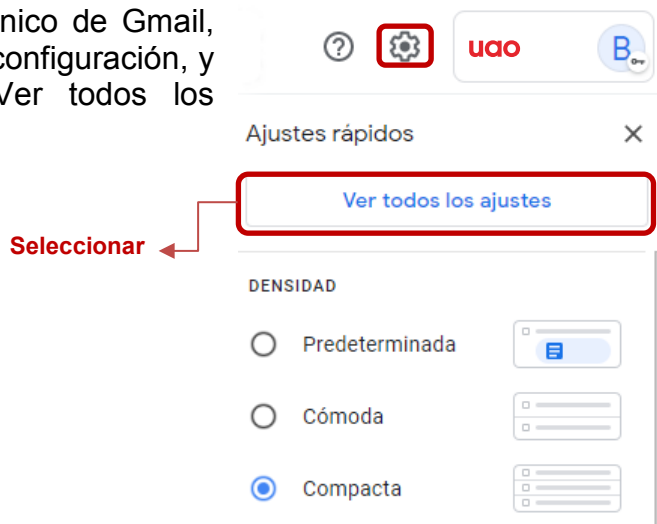 nico de Gmail,
configuración, y
Ver todos los
uao
B
Ajustes rápidos
Ver todos los ajustes
Seleccionar
DENSIDAD
Predeterminada
Cómoda
Compacta